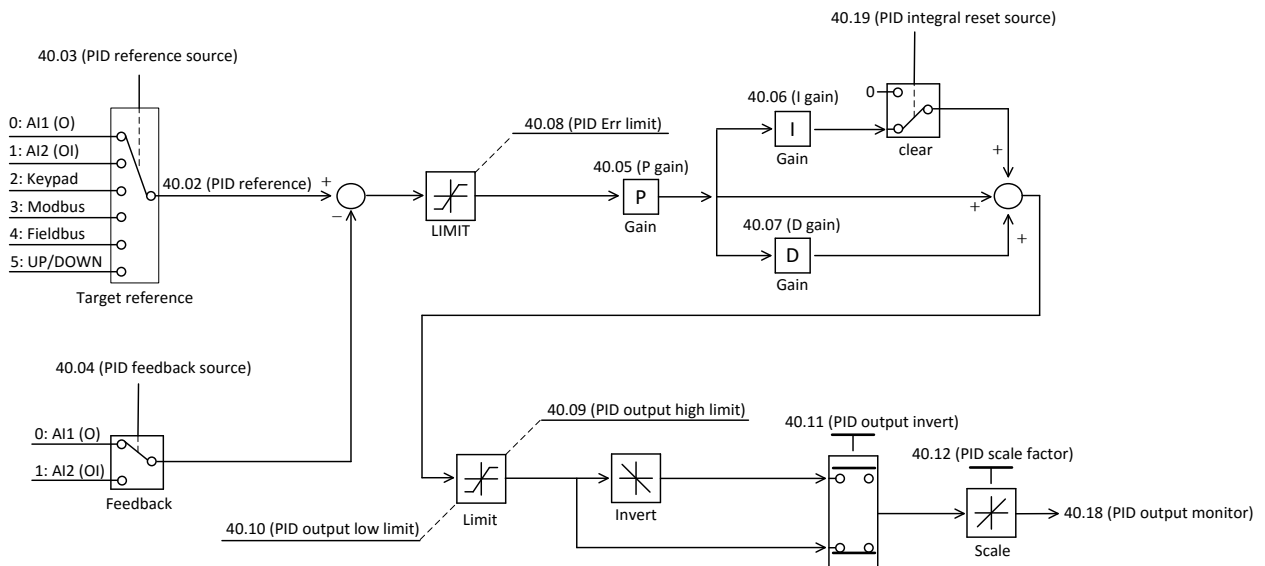 40.19 (PID integral reset source)
40.03 (PID reference source)
0
40.06 (I gain)
I
Gain
clear
+
0: AI1 (O)
1: AI2 (OI)
2: Keypad
3: Modbus
4: Fieldbus
5: UP/DOWN
Target reference
40.02 (PID reference)
+
−
40.08 (PID Err limit)
LIMIT
40.05 (P gain)
P
Gain
+
40.07 (D gain)
D
Gain
+
40.04 (PID feedback source)
0: AI1 (O)
1: AI2 (OI)
Feedback
40.09 (PID output high limit)
40.10 (PID output low limit)
Limit
Invert
40.11 (PID output invert)
40.12 (PID scale factor)
Scale
40.18 (PID output monitor)